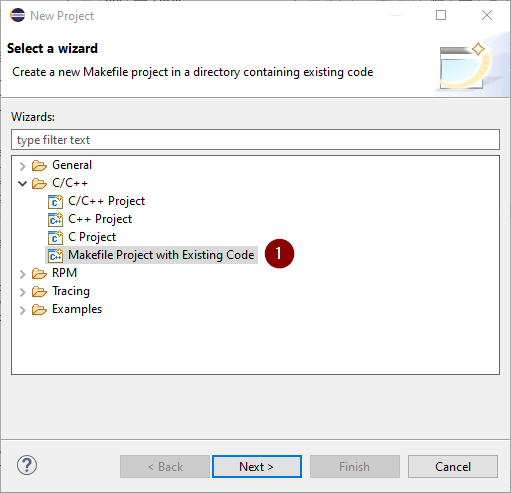 New Project
Select a wizard
Create a new Makefile project in a directory containing existing code
Wizards:
type filter text
General
C/C++
C/C++ Project
C++ Project
C Project
Makefile Project with Existing Code 1
RPM
Tracing
Examples
? < Back Next > Finish Cancel